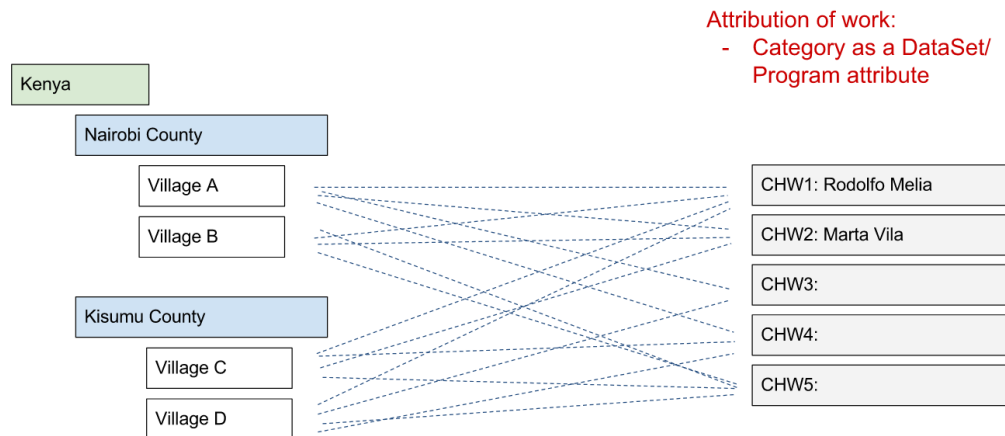 Attribution of work:
- Category as a DataSet/
Program attribute
Kenya
Nairobi County
Village A
Village B
Kisumu County
Village C
Village D
CHW1: Rodolfo Melia
CHW2: Marta Vila
CHW3:
CHW4:
CHW5: